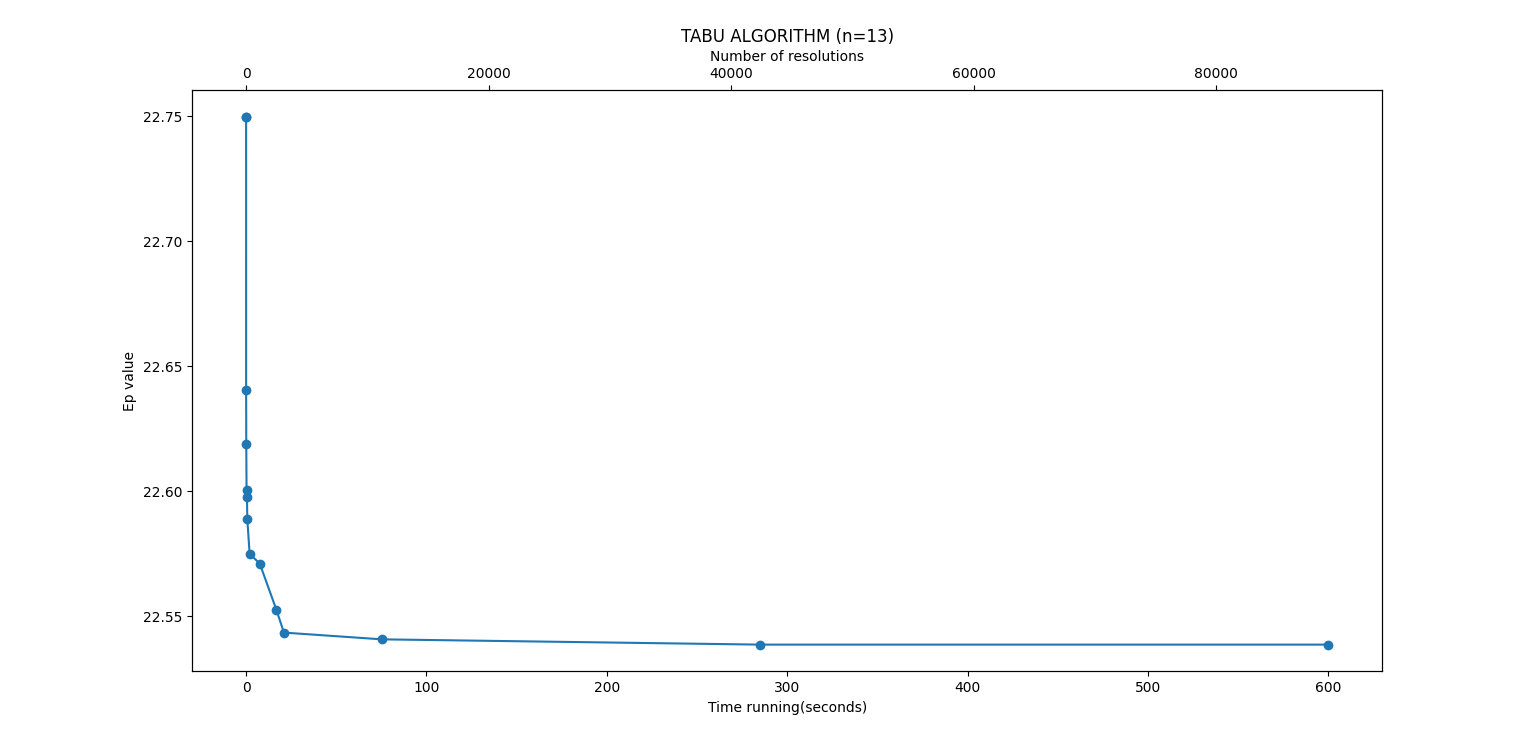 TABU ALGORITHM (n=13)
Number of resolutions
0 20000 40000 60000 80000
22.75
22.70
22.65
22.60
22.55
Ep value
0 100 200 300 400 500 600
Time running(seconds)